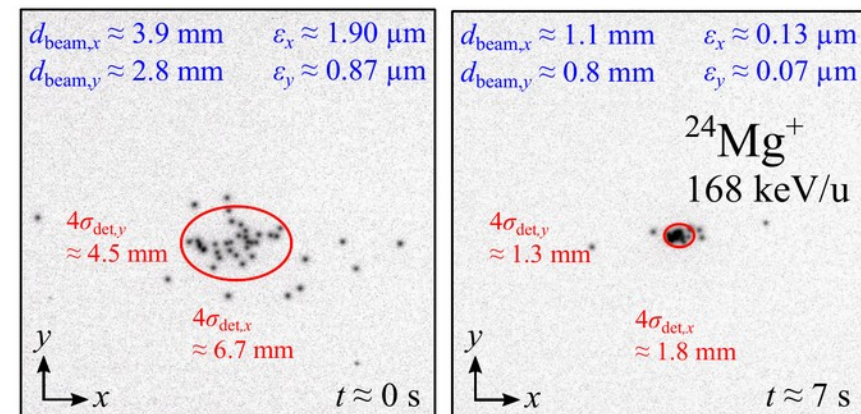 d_beam,x ≈ 3.9 mm ε_x ≈ 1.90 µm
d_beam,y ≈ 2.8 mm ε_y ≈ 0.87 µm
4σ_det,y
≈ 4.5 mm
4σ_det,x
≈ 6.7 mm
y
x
t ≈ 0 s
d_beam,x ≈ 1.1 mm ε_x ≈ 0.13 µm
d_beam,y ≈ 0.8 mm ε_y ≈ 0.07 µm
²⁴Mg⁺
168 keV/u
4σ_det,y
≈ 1.3 mm
4σ_det,x
≈ 1.8 mm
y
x
t ≈ 7 s